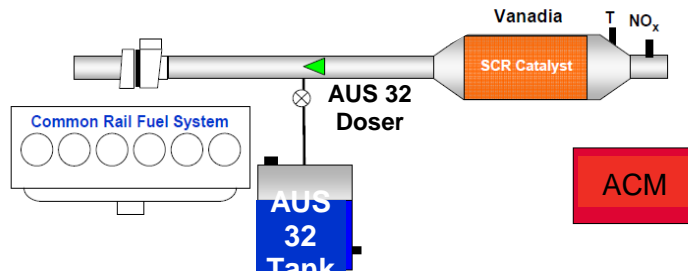 Vanadia
T
NOx
SCR Catalyst
AUS 32
Doser
Common Rail Fuel System
ACM
AUS
32
Tank